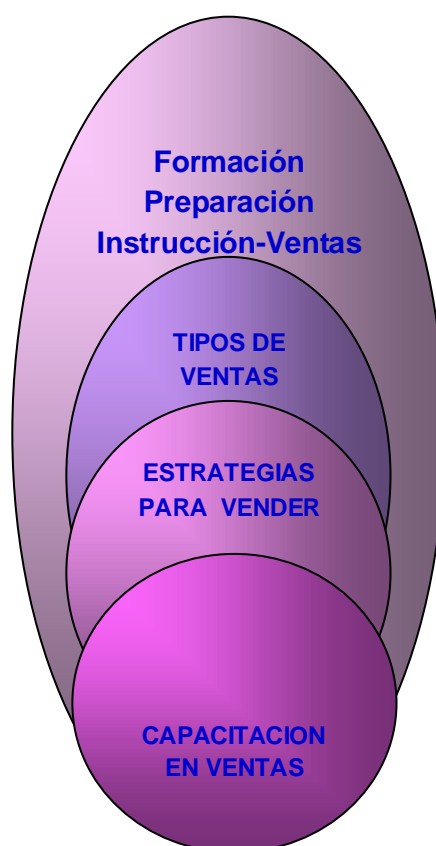 Formación
Preparación
Instrucción-Ventas
TIPOS DE
VENTAS
ESTRATEGIAS
PARA VENDER
CAPACITACION
EN VENTAS